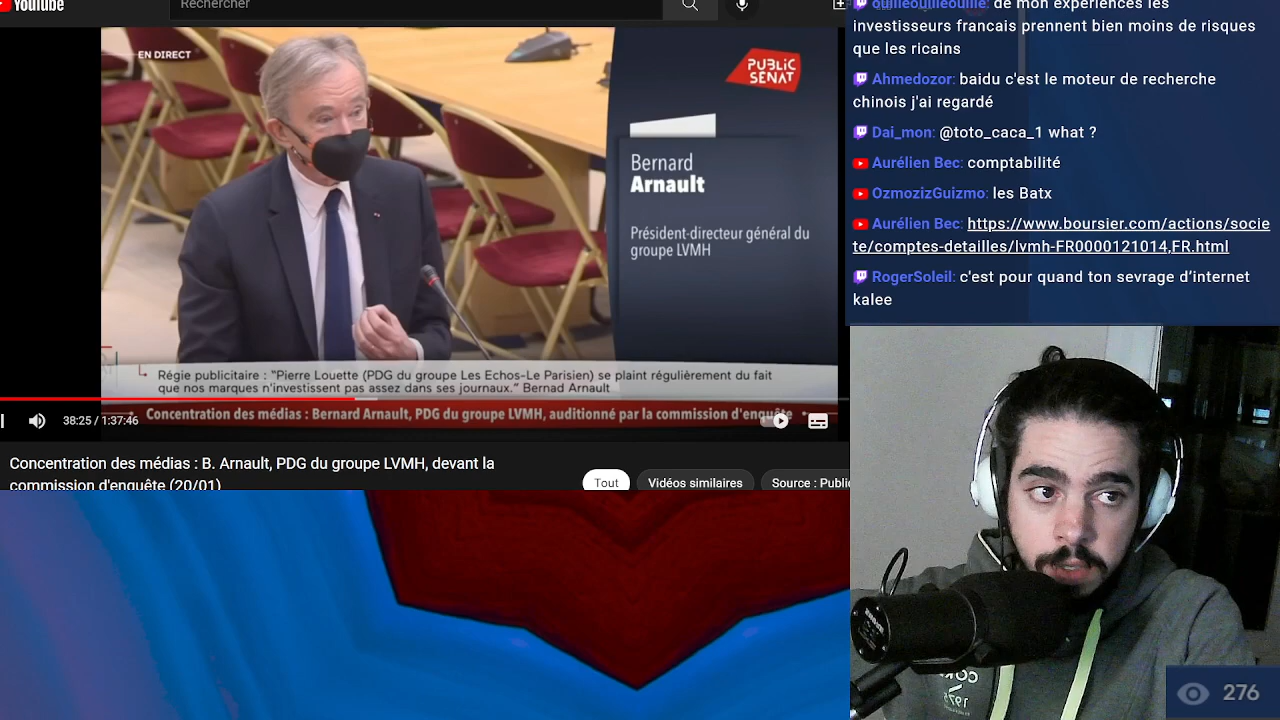 YouTube
Rechercher
EN DIRECT
PUBLIC
SÉNAT
Bernard
Arnault
Président-directeur général du
groupe LVMH
Régie publicitaire : "Pierre Louette (PDG du groupe Les Echos-Le Parisien) se plaint régulièrement du fait
que nos marques n'investissent pas assez dans ses journaux." Bernad Arnault
Concentration des médias : Bernard Arnault, PDG du groupe LVMH, auditionné par la commission d'enquête
38:25 / 1:37:46
Concentration des médias : B. Arnault, PDG du groupe LVMH, devant la
commission d'enquête (20/01)
Tout
Vidéos similaires
Source : Public
ouilleouilleouille: de mon expériences les
investisseurs francais prennent bien moins de risques
que les ricains
Ahmedozor: baidu c'est le moteur de recherche
chinois j'ai regardé
Dai_mon: @toto_caca_1 what ?
Aurélien Bec: comptabilité
OzmozizGuizmo: les Batx
Aurélien Bec: https://www.boursier.com/actions/socie
te/comptes-detailles/lvmh-FR0000121014,FR.html
RogerSoleil: c'est pour quand ton sevrage d'internet
kalee
276